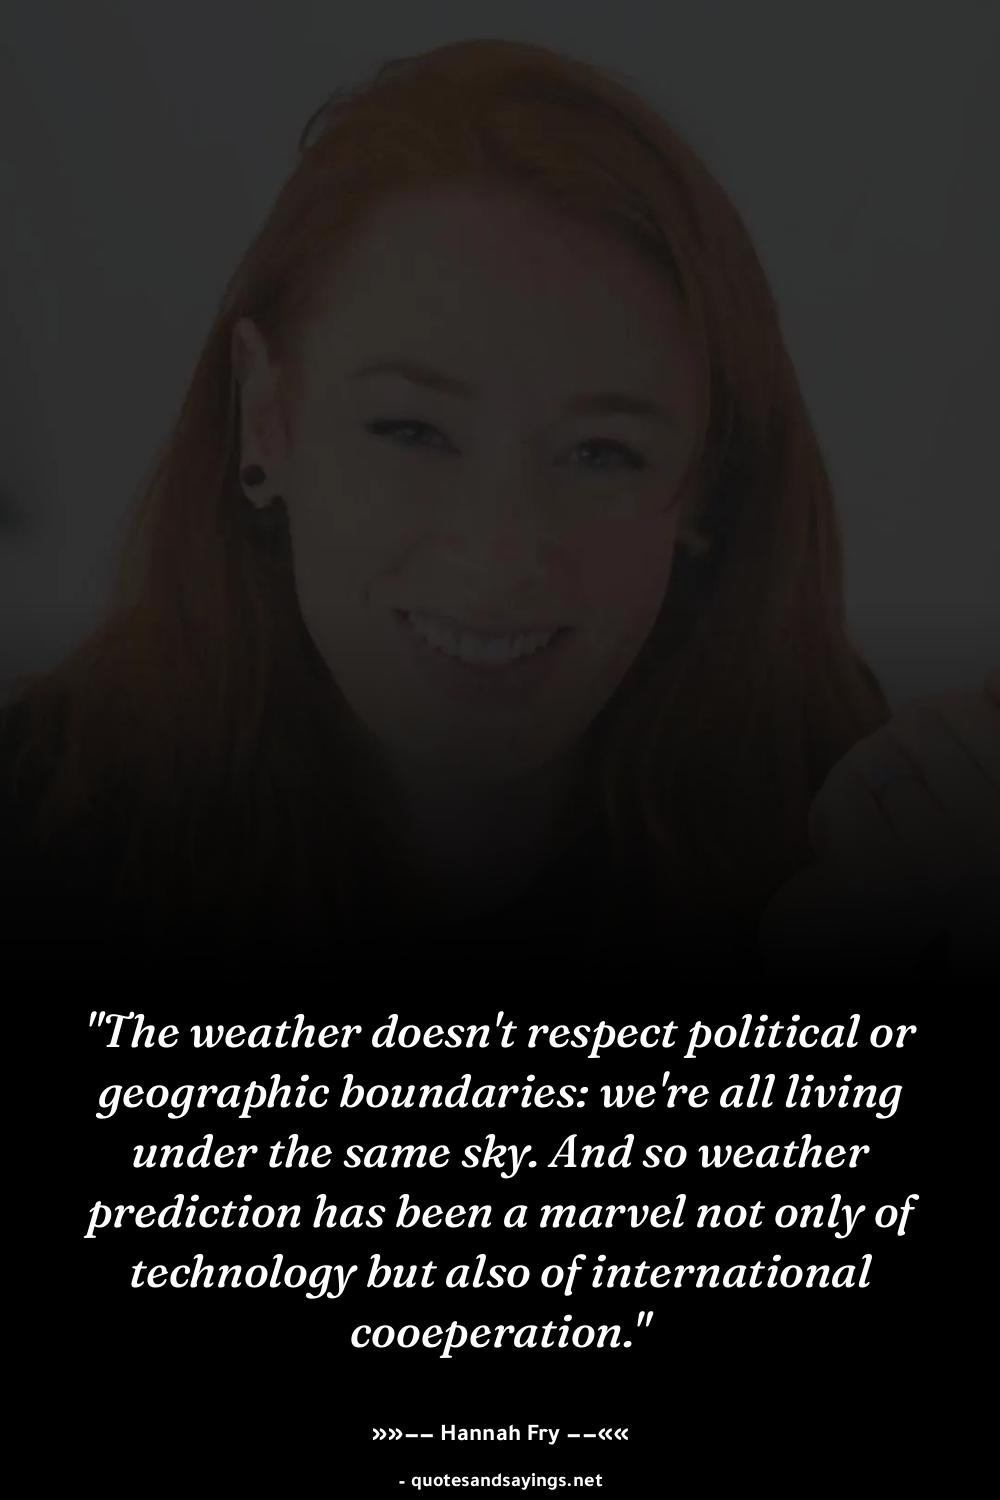 "The weather doesn't respect political or
geographic boundaries: we're all living
under the same sky. And so weather
prediction has been a marvel not only of
technology but also of international
cooeperation."
»»−− Hannah Fry −−««
- quotesandsayings.net